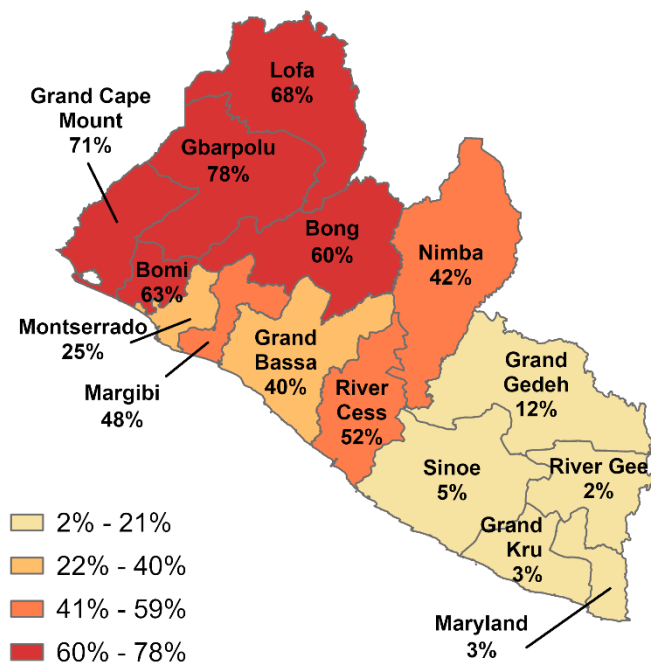 Lofa
68%
Grand Cape
Mount
71%
Gbarpolu
78%
Bong
60%
Nimba
42%
Bomi
63%
Montserrado
25%
Margibi
48%
Grand
Bassa
40%
River
Cess
52%
Grand
Gedeh
12%
Sinoe
5%
River Gee
2%
Grand
Kru
3%
Maryland
3%
2% - 21%
22% - 40%
41% - 59%
60% - 78%